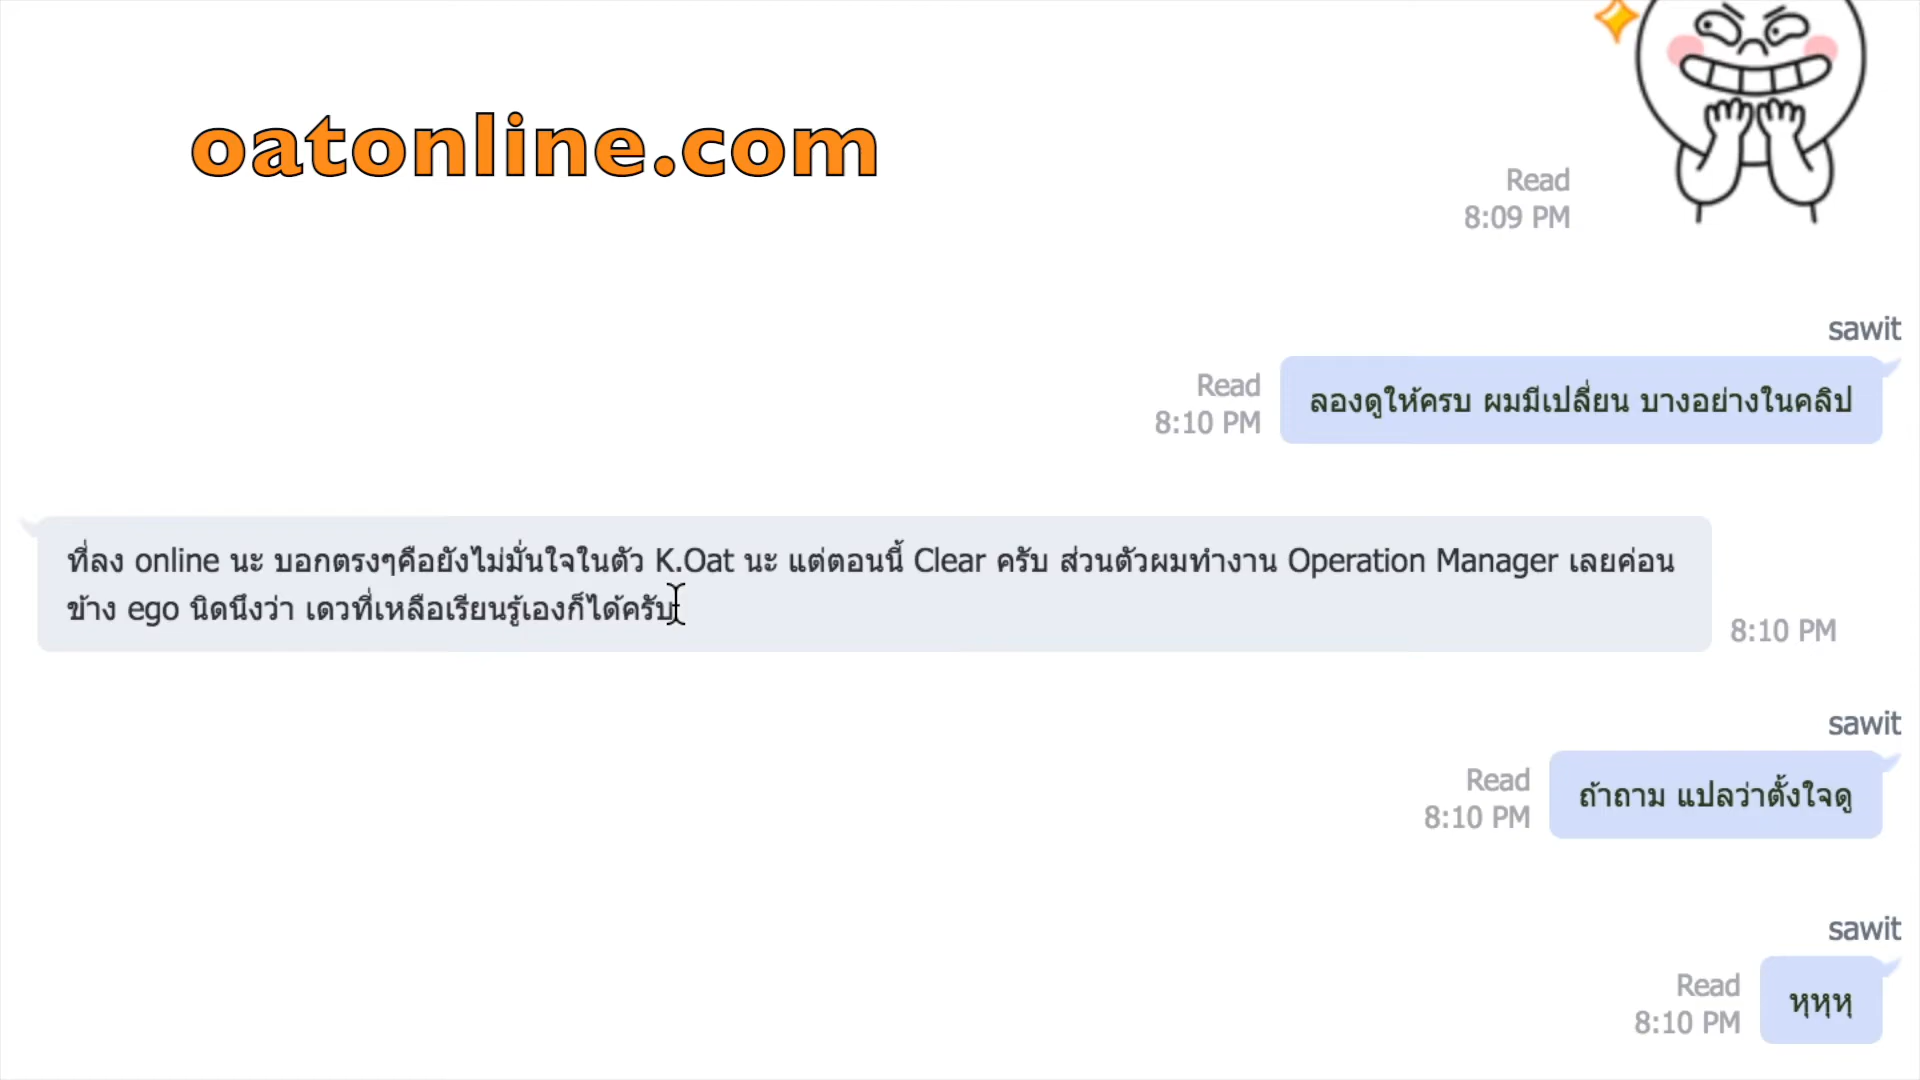 oatonline.com
Read
8:09 PM
sawit
Read
8:10 PM
ลองดูให้ครบ ผมมีเปลี่ยน บางอย่างในคลิป
ที่ลง online นะ บอกตรงๆคือยังไม่มั่นใจในตัว K.Oat นะ แต่ตอนนี้ Clear ครับ ส่วนตัวผมทำงาน Operation Manager เลยค่อน
ข้าง ego นิดนึงว่า เดวที่เหลือเรียนรู้เองก็ได้ครับ
8:10 PM
sawit
Read
8:10 PM
ถ้าถาม แปลว่าตั้งใจดู
sawit
Read
8:10 PM
หุหุหุ